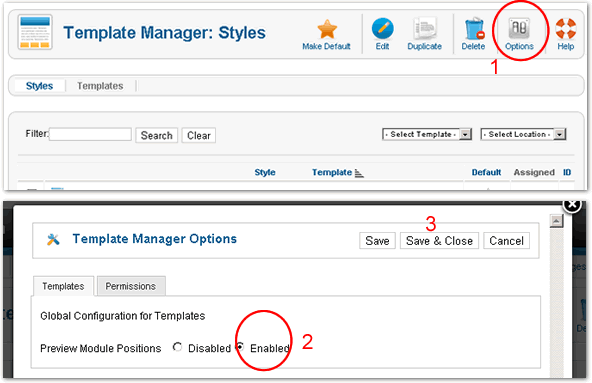 Template Manager: Styles
Make Default Edit Duplicate Delete Options Help
1
Styles Templates
Filter: Search Clear - Select Template - - Select Location -
Style Template Default Assigned ID
3
Template Manager Options Save Save & Close Cancel
Templates Permissions
Global Configuration for Templates
Preview Module Positions Disabled Enabled 2